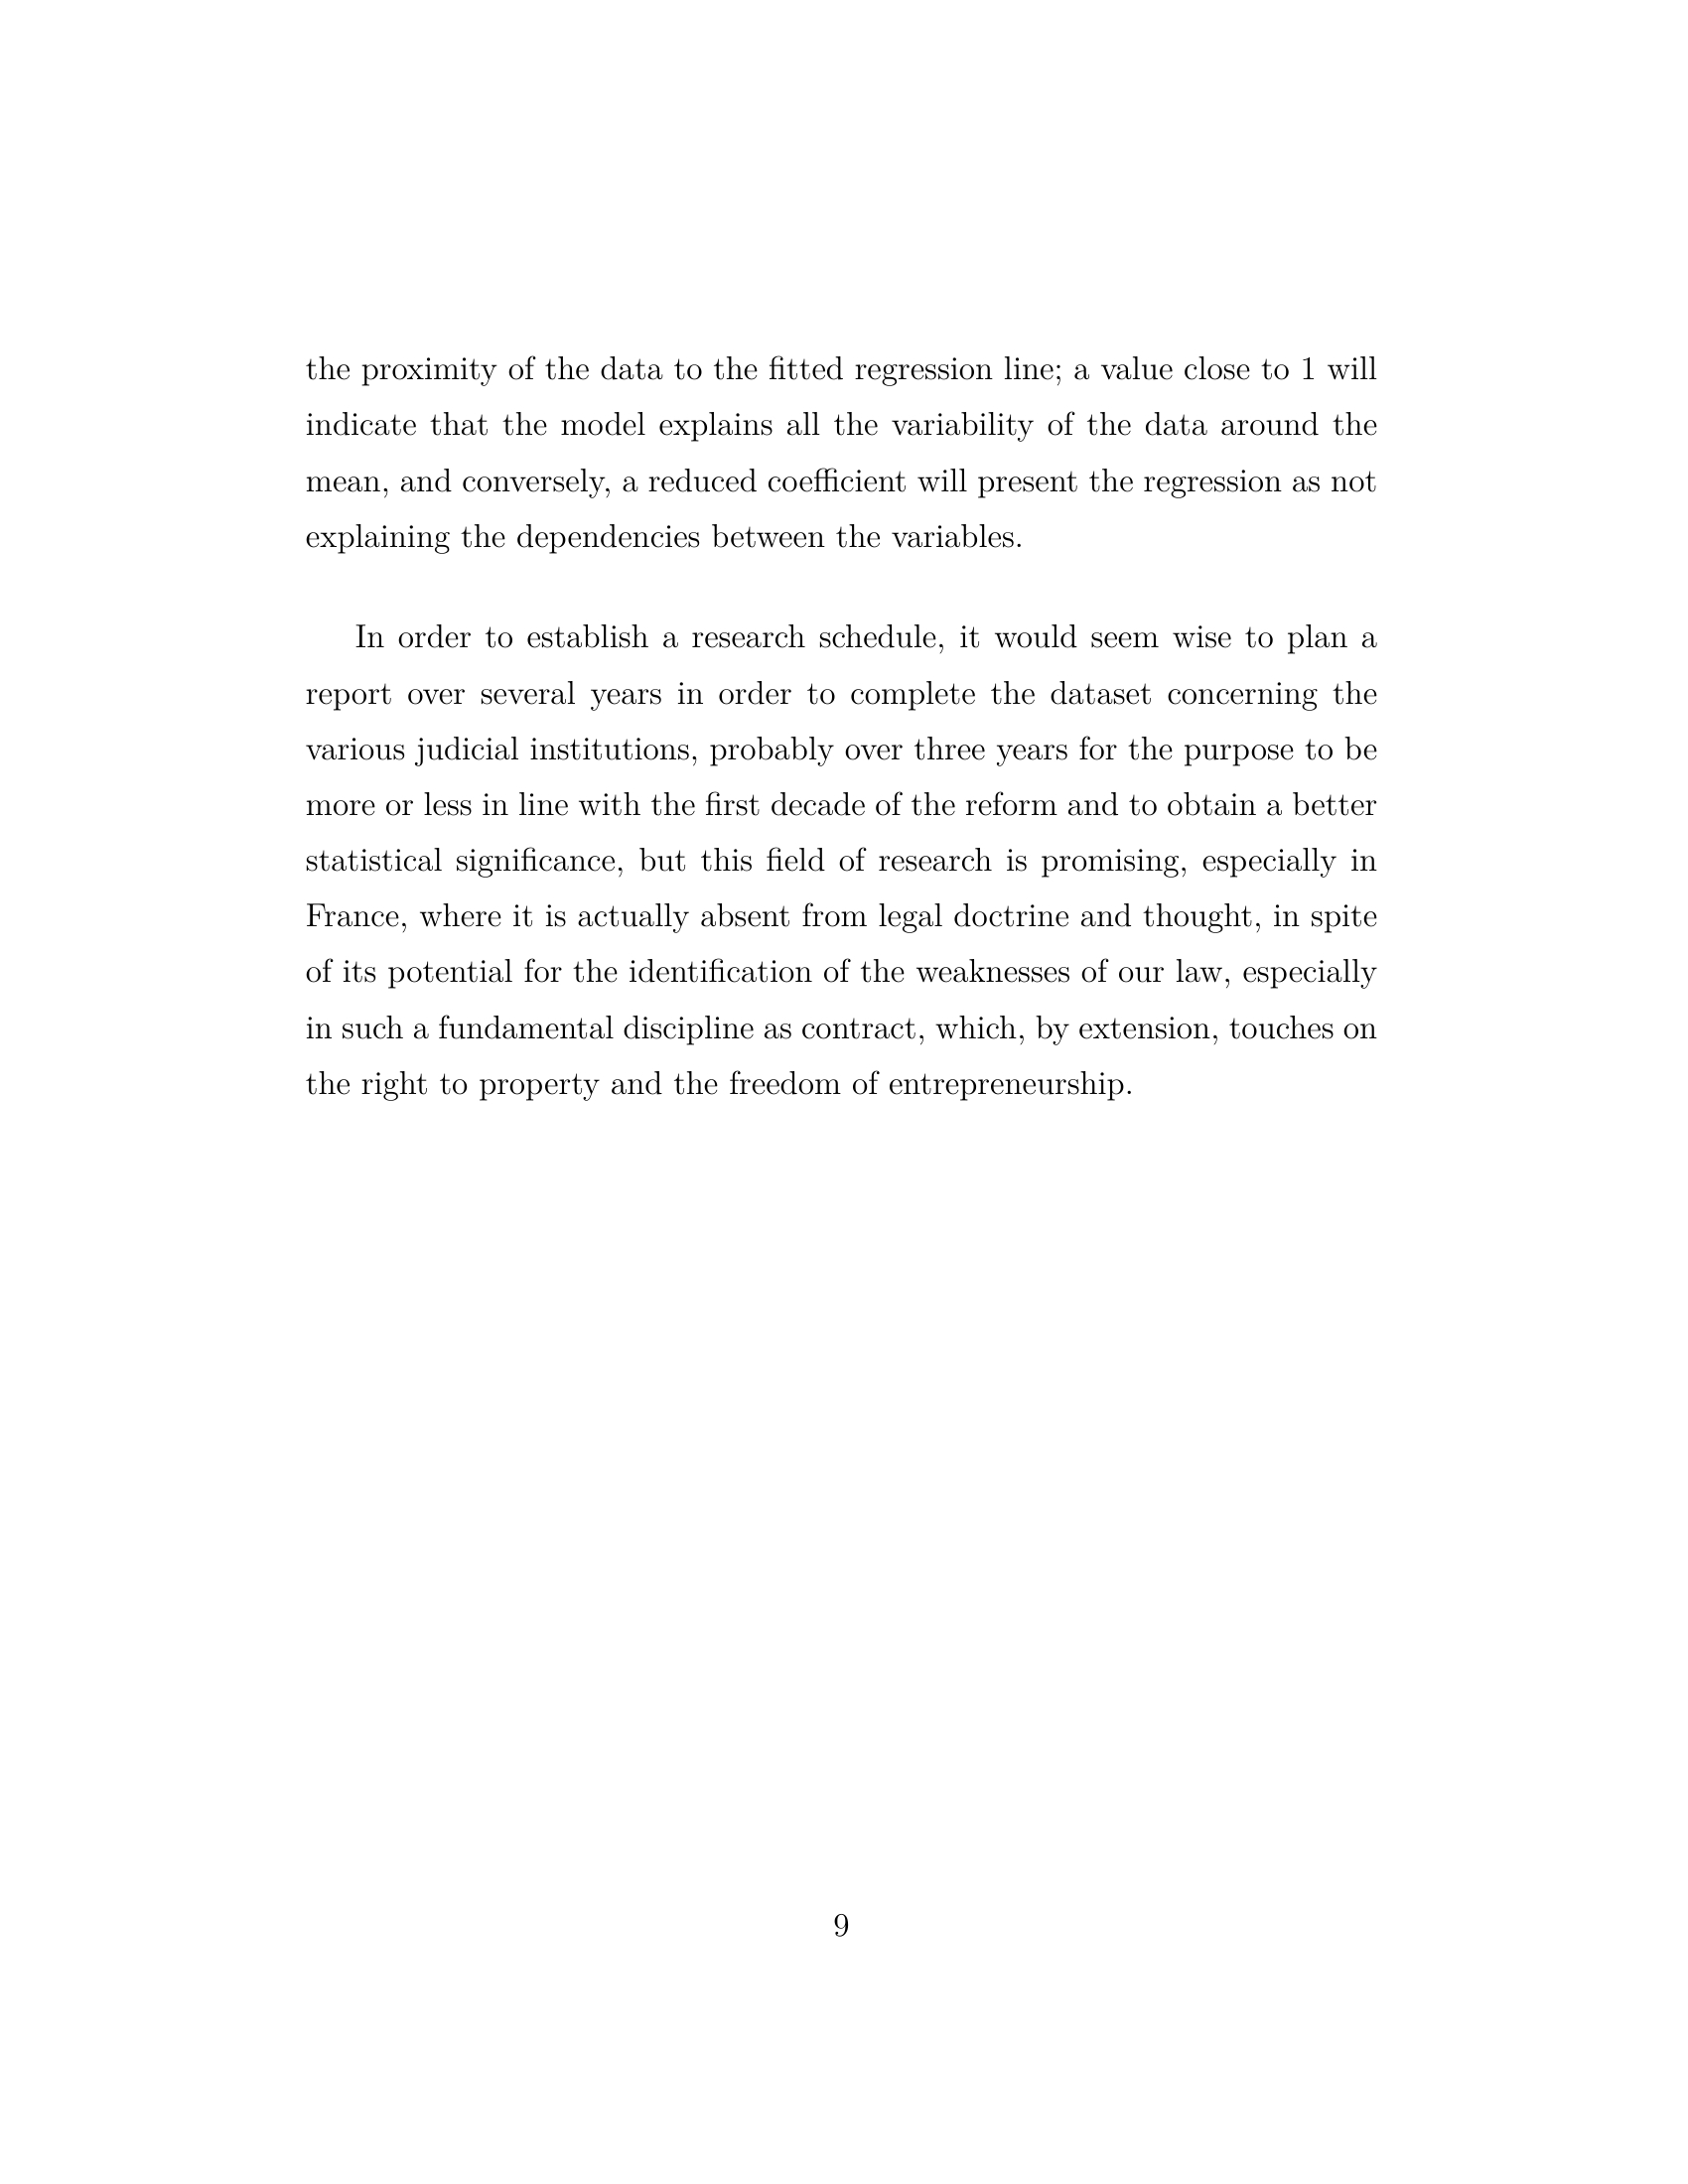 the proximity of the data to the fitted regression line; a value close to 1 will
indicate that the model explains all the variability of the data around the
mean, and conversely, a reduced coefficient will present the regression as not
explaining the dependencies between the variables.
In order to establish a research schedule, it would seem wise to plan a
report over several years in order to complete the dataset concerning the
various judicial institutions, probably over three years for the purpose to be
more or less in line with the first decade of the reform and to obtain a better
statistical significance, but this field of research is promising, especially in
France, where it is actually absent from legal doctrine and thought, in spite
of its potential for the identification of the weaknesses of our law, especially
in such a fundamental discipline as contract, which, by extension, touches on
the right to property and the freedom of entrepreneurship.
9